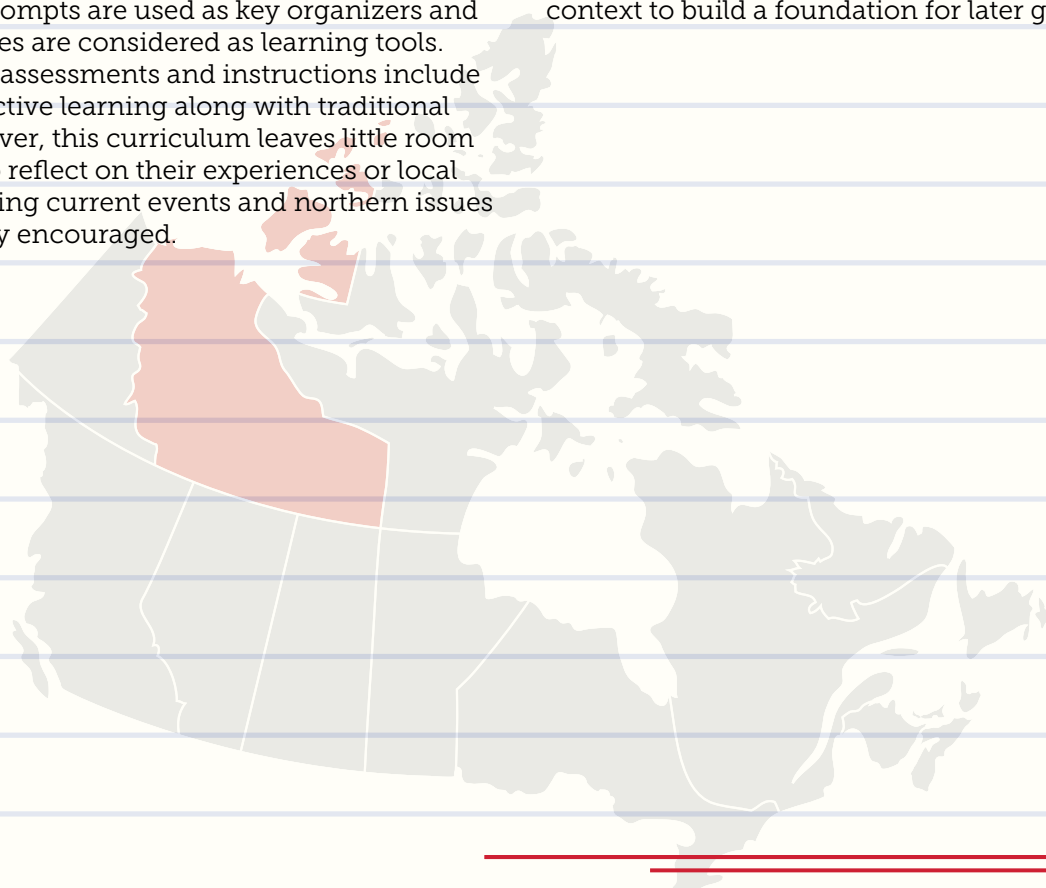 ompts are used as key organizers and
es are considered as learning tools.
assessments and instructions include
ctive learning along with traditional
ver, this curriculum leaves little room
reflect on their experiences or local
ing current events and northern issues
y encouraged.
context to build a foundation for later g